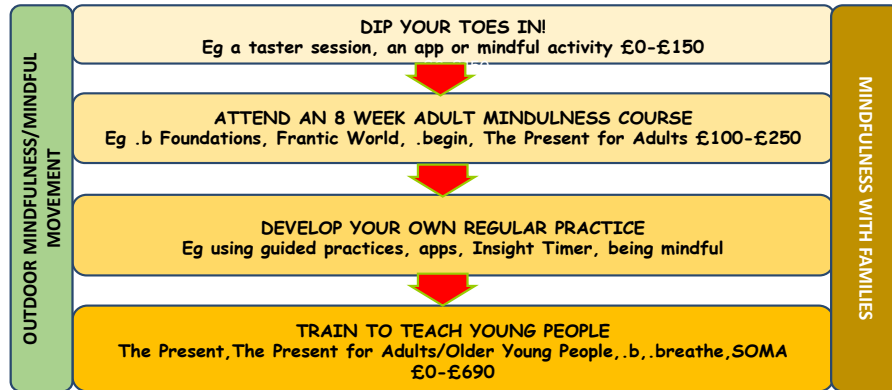 OUTDOOR MINDFULNESS/MINDFUL
MOVEMENT
DIP YOUR TOES IN!
Eg a taster session, an app or mindful activity £0-£150
ATTEND AN 8 WEEK ADULT MINDULNESS COURSE
Eg .b Foundations, Frantic World, .begin, The Present for Adults £100-£250
DEVELOP YOUR OWN REGULAR PRACTICE
Eg using guided practices, apps, Insight Timer, being mindful
TRAIN TO TEACH YOUNG PEOPLE
The Present,The Present for Adults/Older Young People,.b,.breathe,SOMA
£0-£690
MINDFULNESS WITH FAMILIES